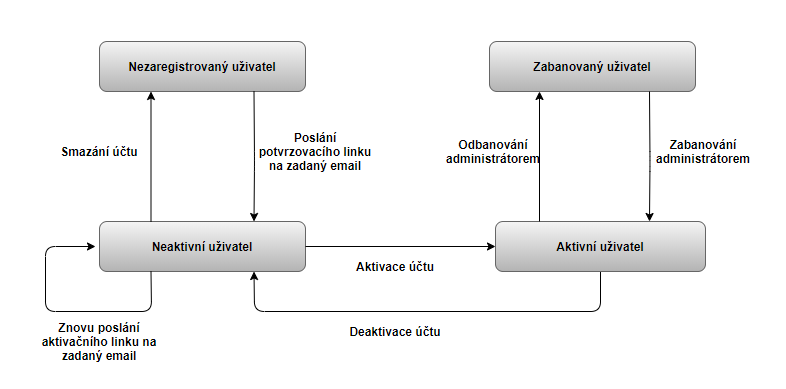 Nezaregistrovaný uživatel
Zabanovaný uživatel
Smazání účtu
Poslání
potvrzovacího linku
na zadaný email
Odbanování
administrátorem
Zabanování
administrátorem
Neaktivní uživatel
Aktivní uživatel
Aktivace účtu
Znovu poslání
aktivačního linku na
zadaný email
Deaktivace účtu